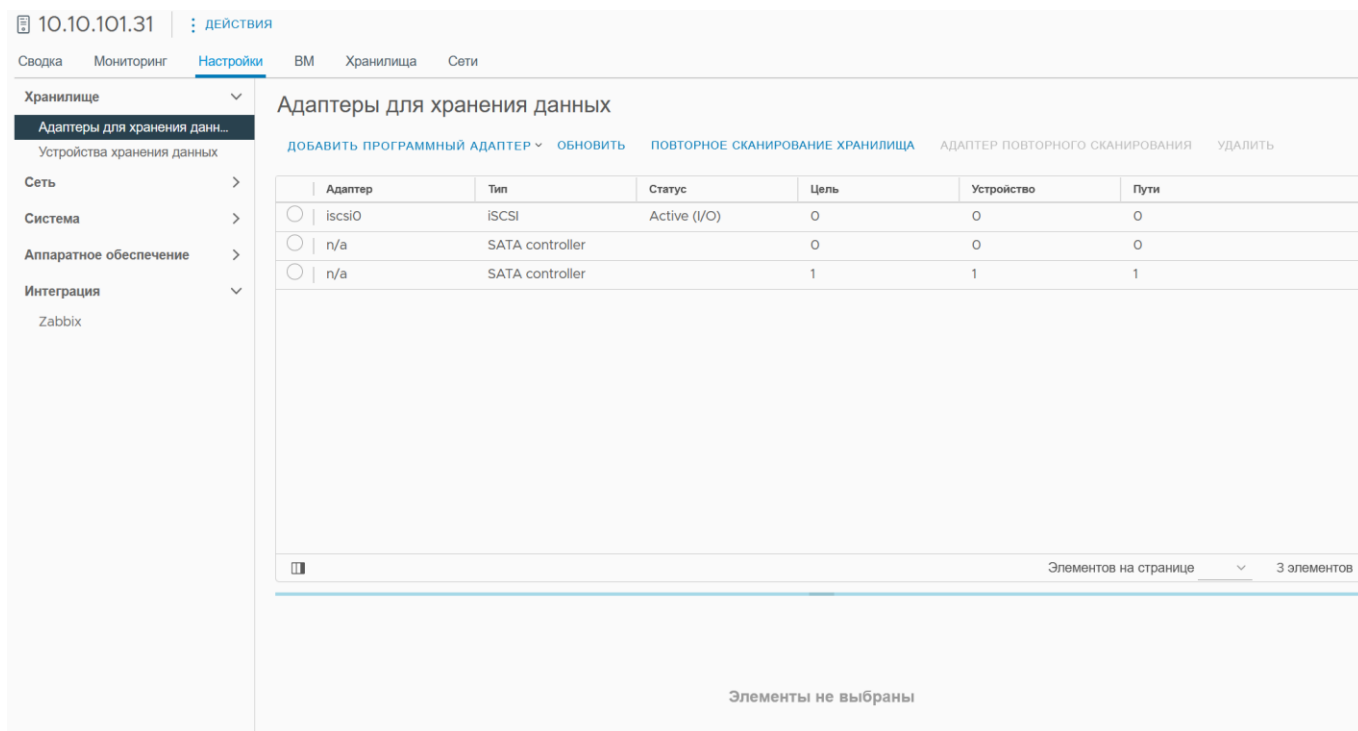 10.10.101.31 ДЕЙСТВИЯ
Сводка Мониторинг Настройки ВМ Хранилища Сети
Хранилище
Адаптеры для хранения данн...
Устройства хранения данных
Сеть
Система
Аппаратное обеспечение
Интеграция
Zabbix
Адаптеры для хранения данных
ДОБАВИТЬ ПРОГРАММНЫЙ АДАПТЕР ОБНОВИТЬ ПОВТОРНОЕ СКАНИРОВАНИЕ ХРАНИЛИЩА АДАПТЕР ПОВТОРНОГО СКАНИРОВАНИЯ УДАЛИТЬ
Адаптер Тип Статус Цель Устройство Пути
iscsi0 iSCSI Active (I/O) 0 0 0
n/a SATA controller 0 0 0
n/a SATA controller 1 1 1
Элементов на странице 3 элементов
Элементы не выбраны